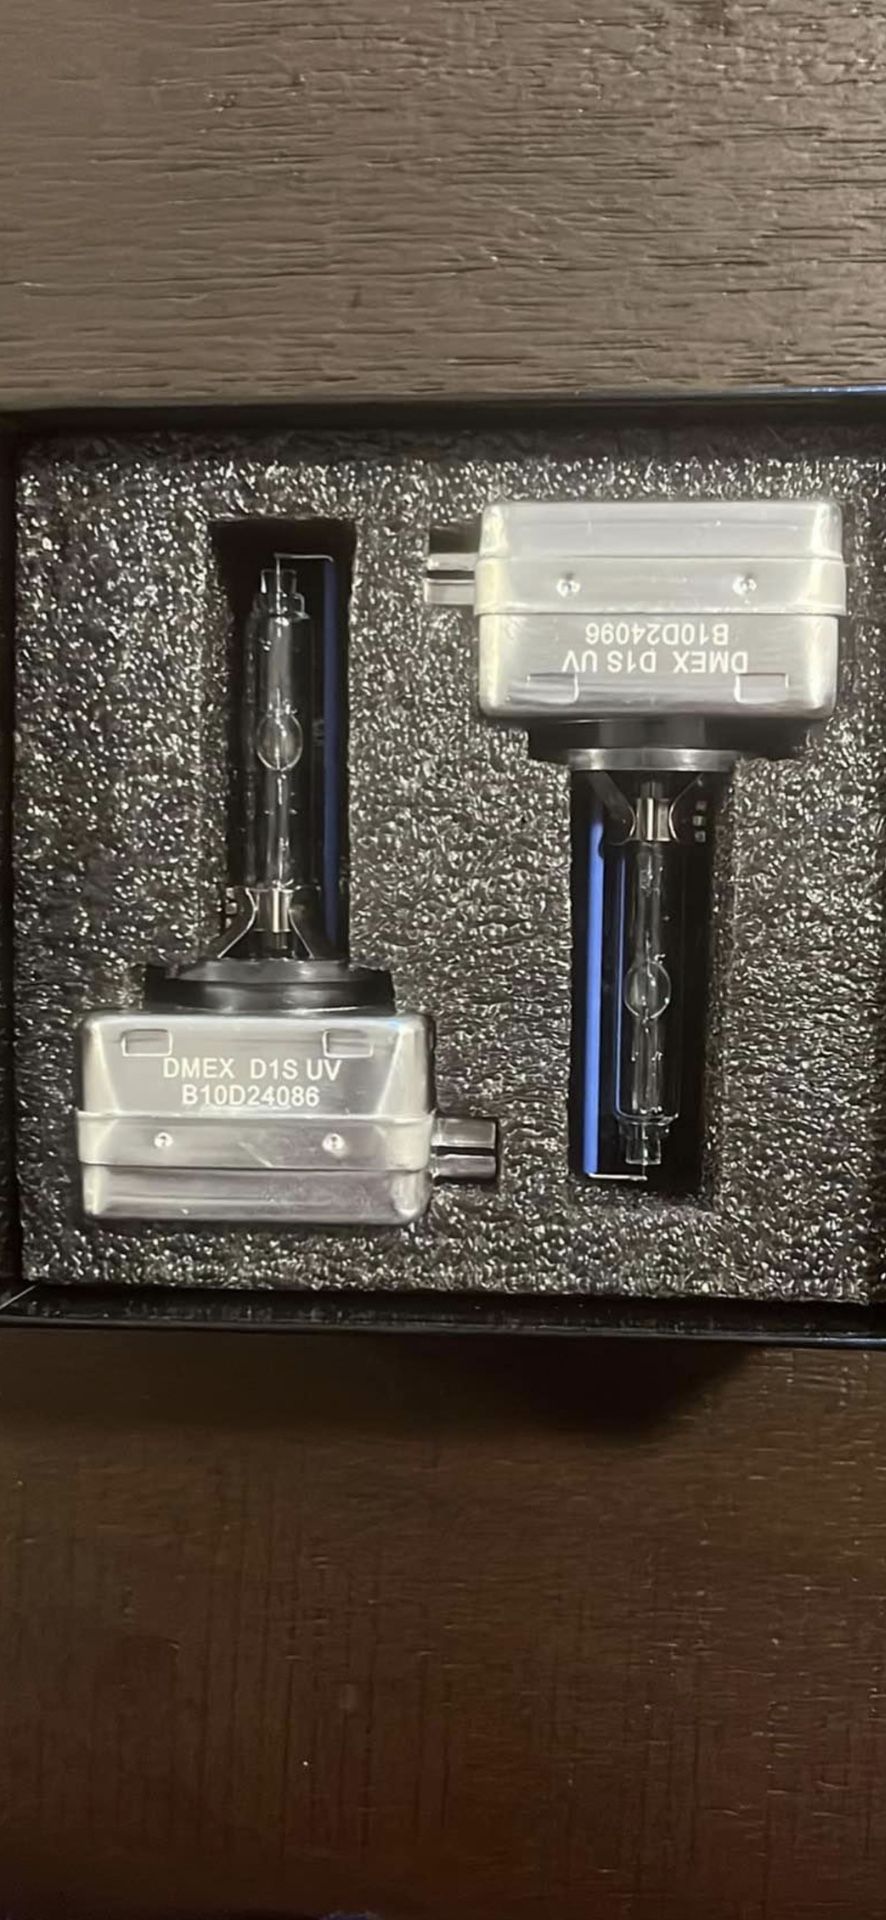 DMEX D1S UV
B10D24096
DMEX D1S UV
B10D24086